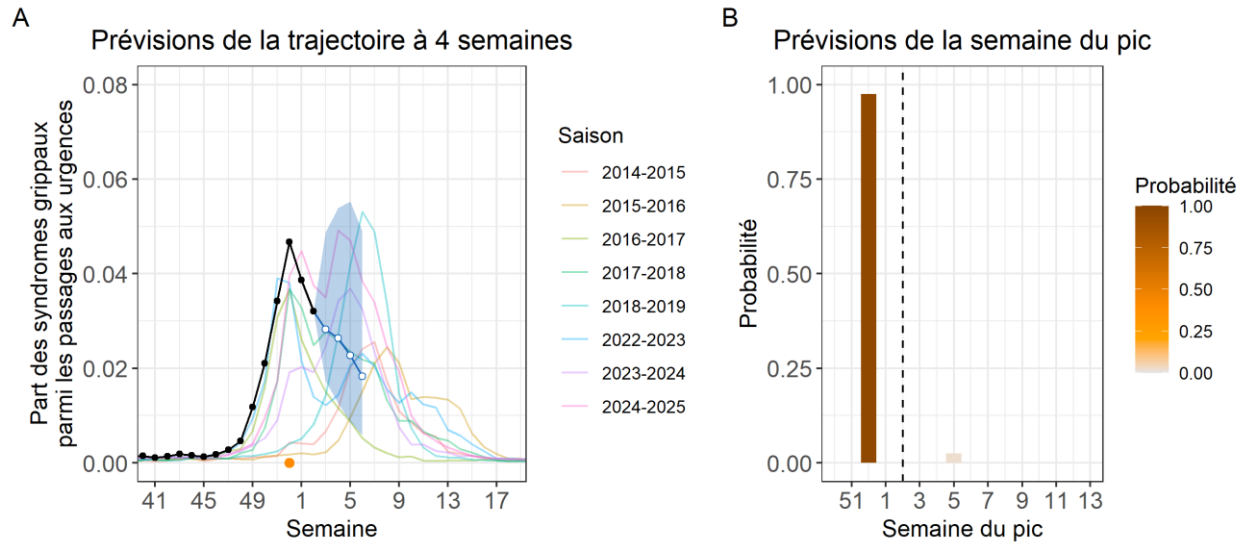 A
Prévisions de la trajectoire à 4 semaines
Part des syndromes grippaux
parmi les passages aux urgences
0.08
0.06
0.04
0.02
0.00
41 45 49 1 5 9 13 17
Semaine
Saison
2014-2015
2015-2016
2016-2017
2017-2018
2018-2019
2022-2023
2023-2024
2024-2025
B
Prévisions de la semaine du pic
Probabilité
1.00
0.75
0.50
0.25
0.00
51 1 3 5 7 9 11 13
Semaine du pic
Probabilité
1.00
0.75
0.50
0.25
0.00